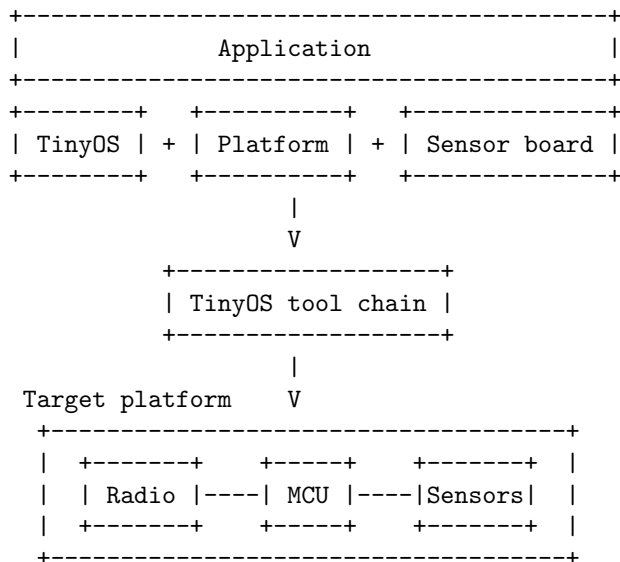 Application
TinyOS + Platform + Sensor board
V
TinyOS tool chain
Target platform V
Radio MCU Sensors